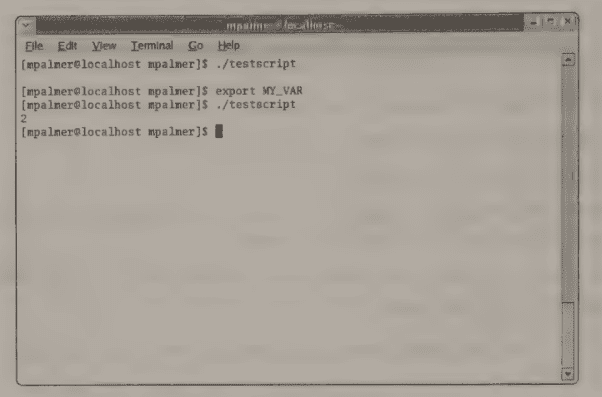 File Edit View Terminal Go Help
[mpalmer@localhost mpalmer]$ ./testscript
[mpalmer@localhost mpalmer]$ export MY_VAR
[mpalmer@localhost mpalmer]$ ./testscript
2
[mpalmer@localhost mpalmer]$